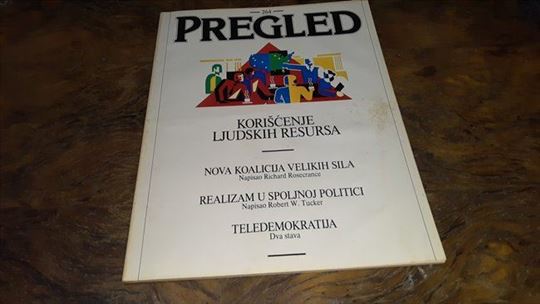 264
PREGLED
KORIŠĆENJE
LJUDSKIH RESURSA
NOVA KOALICIJA VELIKIH SILA
Napisao Richard Rosecrance
REALIZAM U SPOLJNOJ POLITICI
Napisao Robert W. Tucker
TELEDEMOKRATIJA
Dva stava